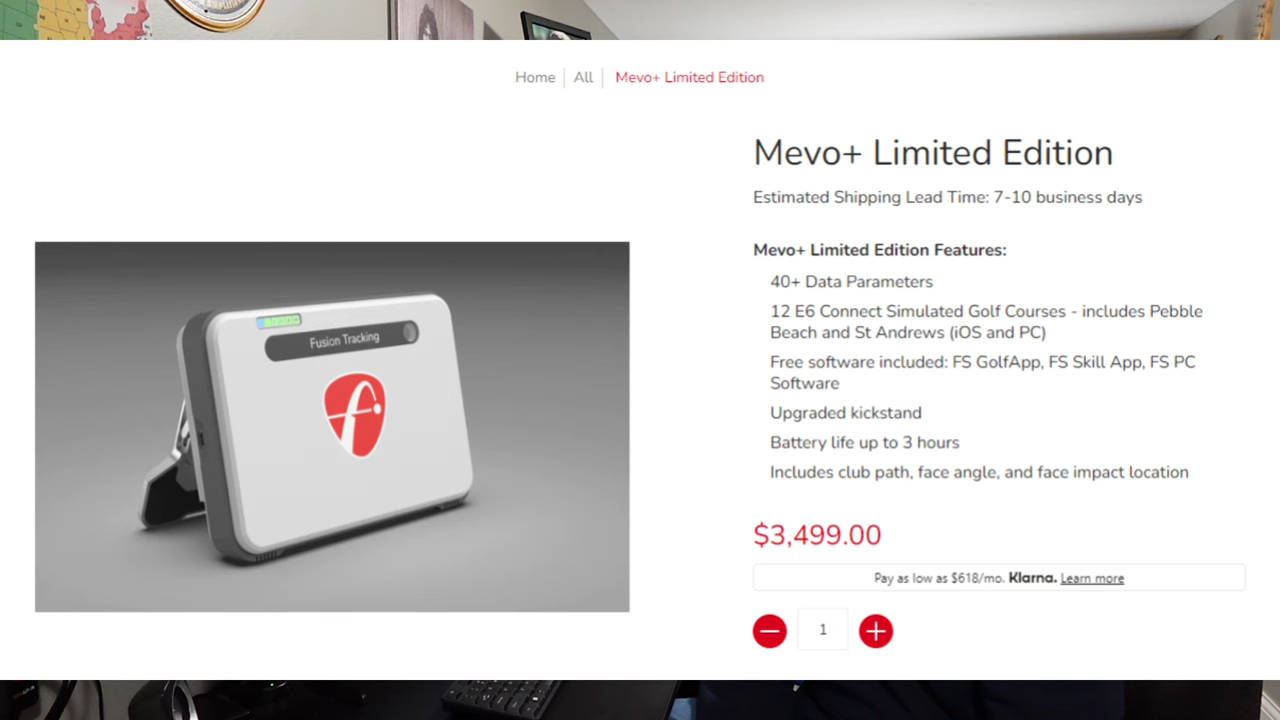 Home
All
Mevo+ Limited Edition
Mevo+ Limited Edition
Estimated Shipping Lead Time: 7-10 business days
Mevo+ Limited Edition Features:
40+ Data Parameters
12 E6 Connect Simulated Golf Courses - includes Pebble
Beach and St Andrews (iOS and PC)
Free software included: FS GolfApp, FS Skill App, FS PC
Software
Upgraded kickstand
Battery life up to 3 hours
Includes club path, face angle, and face impact location
$3,499.00
Pay as low as $618/mo. Klarna. Learn more
1
Fusion Tracking